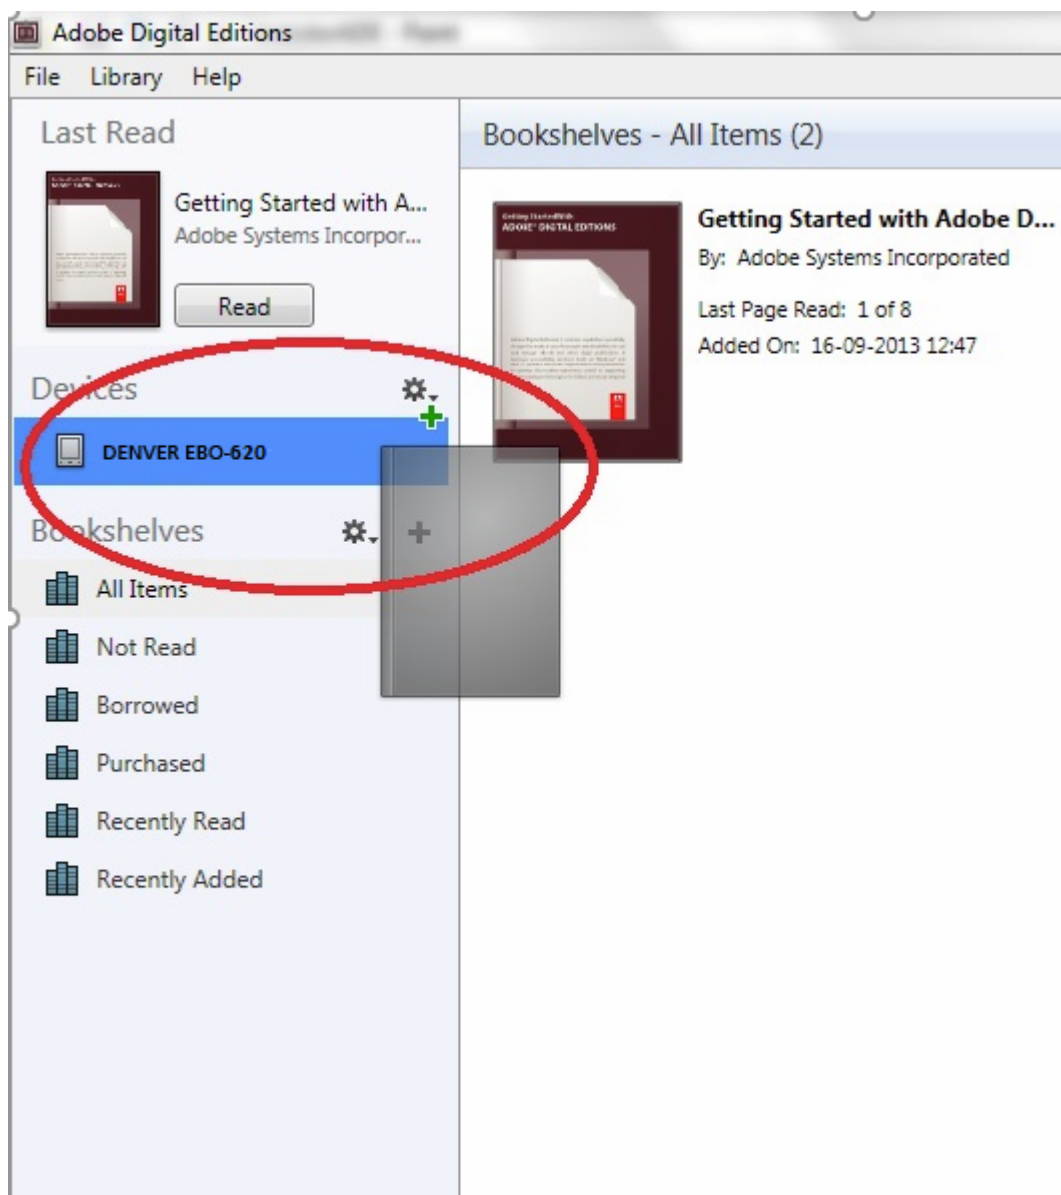 Adobe Digital Editions
File Library Help
Last Read
Getting Started with A...
Adobe Systems Incorpor...
Read
Devices
DENVER EBO-620
Bookshelves
All Items
Not Read
Borrowed
Purchased
Recently Read
Recently Added
Bookshelves - All Items (2)
Getting Started With
ADOBE® DIGITAL EDITIONS
Getting Started with Adobe D...
By: Adobe Systems Incorporated
Last Page Read: 1 of 8
Added On: 16-09-2013 12:47